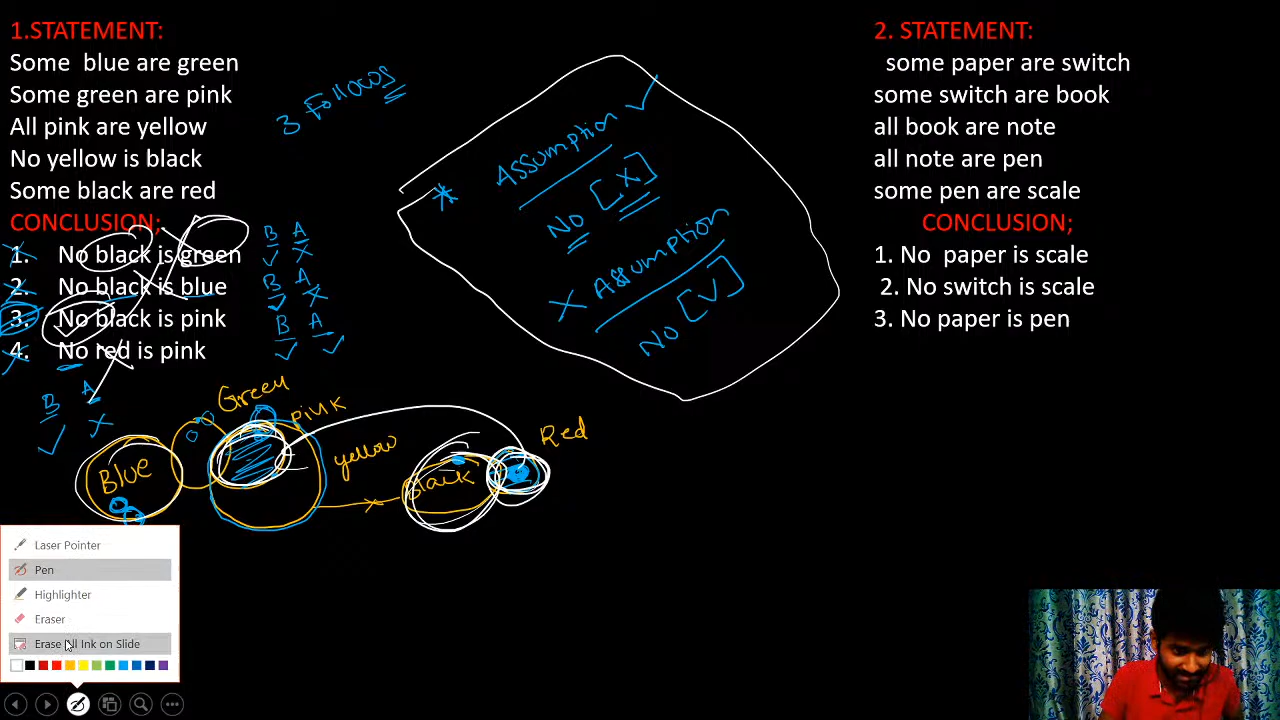 1.STATEMENT:
Some blue are green
Some green are pink
All pink are yellow
No yellow is black
Some black are red
CONCLUSION;
1. No black is green
2. No black is blue
3. No black is pink
4. No red is pink
B A
B A
B A
B A
3 Follows
* Assumption
No [X]
X Assumption
No [✓]
Green
Pink
yellow
Red
Blue
Black
2. STATEMENT:
some paper are switch
some switch are book
all book are note
all note are pen
some pen are scale
CONCLUSION;
1. No paper is scale
2. No switch is scale
3. No paper is pen
Laser Pointer
Pen
Highlighter
Eraser
Erase All Ink on Slide